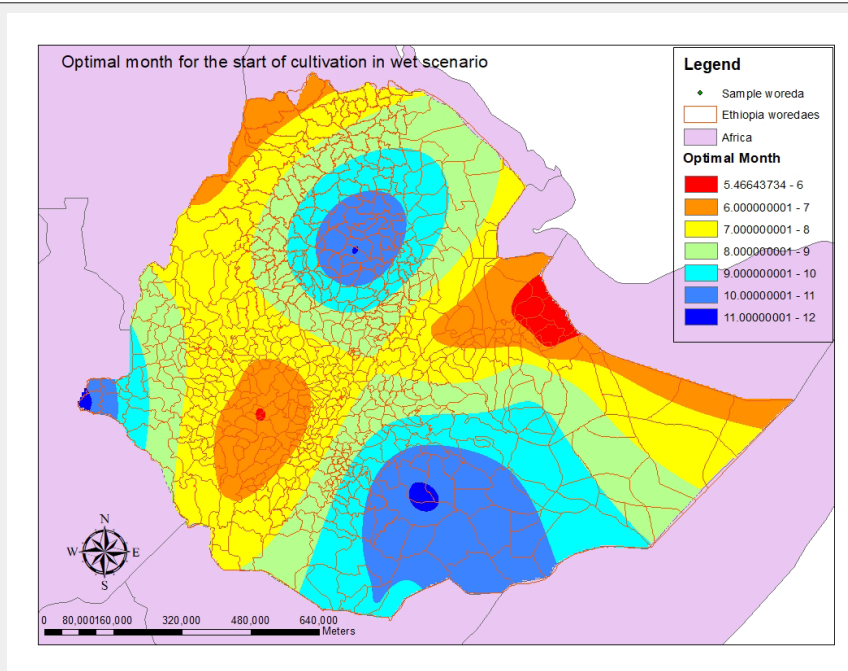 Optimal month for the start of cultivation in wet scenario
Legend
Sample woreda
Ethiopia woredaes
Africa
Optimal Month
5.46643734 - 6
6.000000001 - 7
7.000000001 - 8
8.000000001 - 9
9.00000001 - 10
10.00000001 - 11
11.00000001 - 12
N
W E
S
0 80,000160,000 320,000 480,000 640,000
Meters